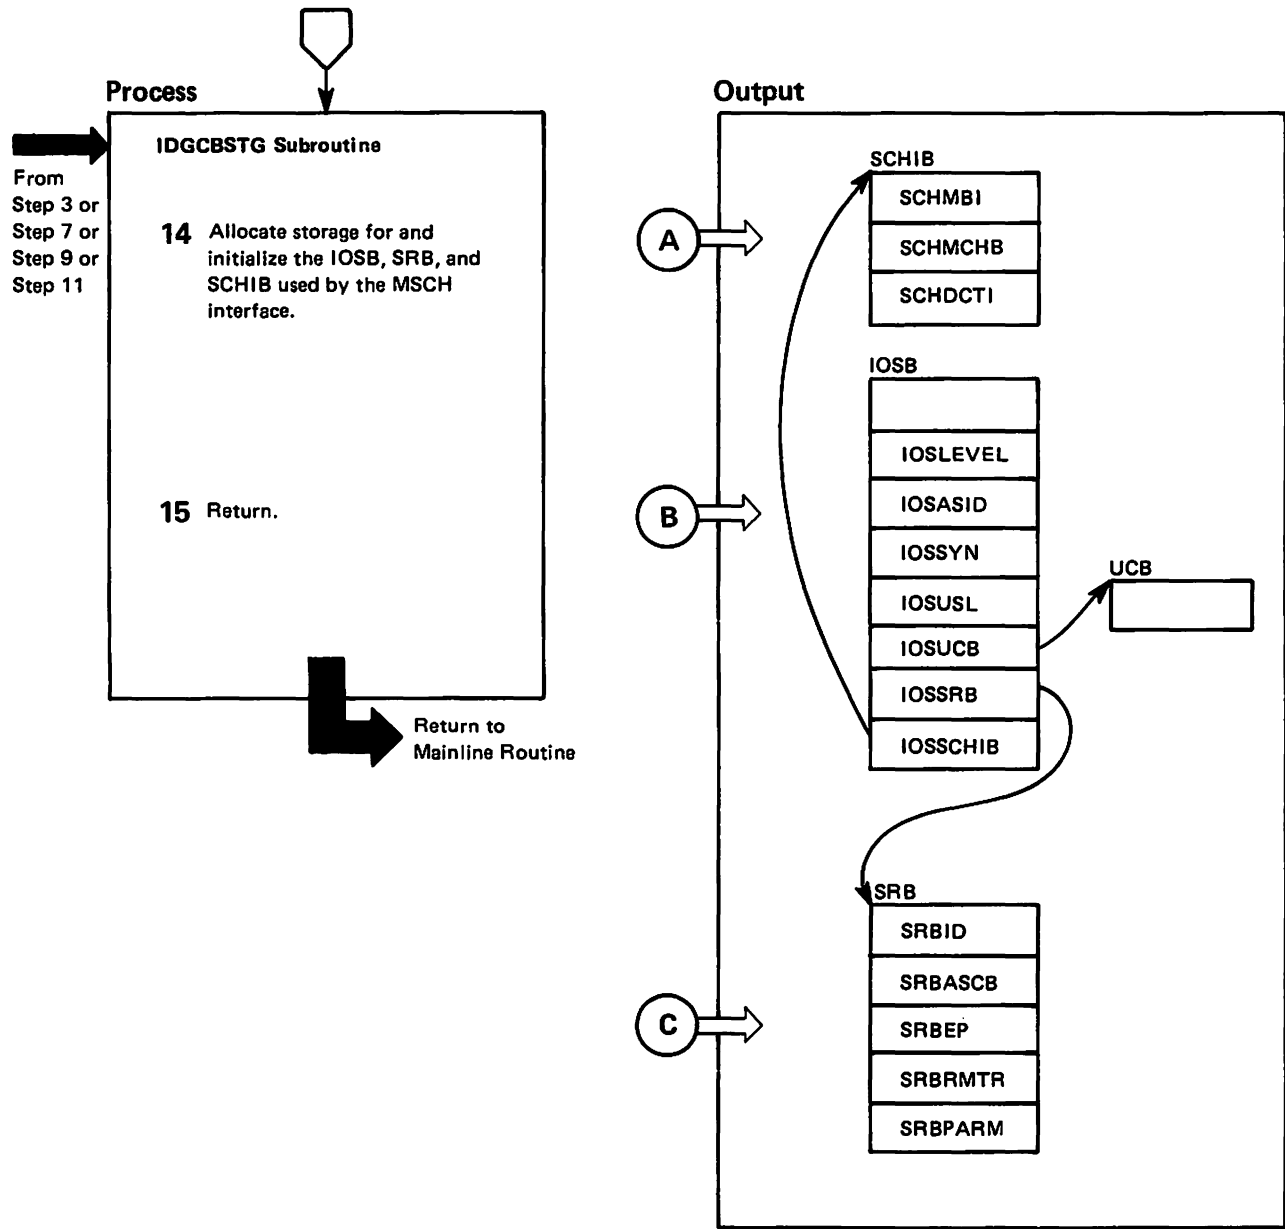 Process
IDGCBSTG Subroutine
From
Step 3 or
Step 7 or
Step 9 or
Step 11
14 Allocate storage for and
initialize the IOSB, SRB, and
SCHIB used by the MSCH
interface.
15 Return.
Return to
Mainline Routine
Output
A
SCHIB
SCHMBI
SCHMCHB
SCHDCTI
B
IOSB
IOSLEVEL
IOSASID
IOSSYN
IOSUSL
IOSUCB
IOSSRB
IOSSCHIB
UCB
C
SRB
SRBID
SRBASCB
SRBEP
SRBRMTR
SRBPARM